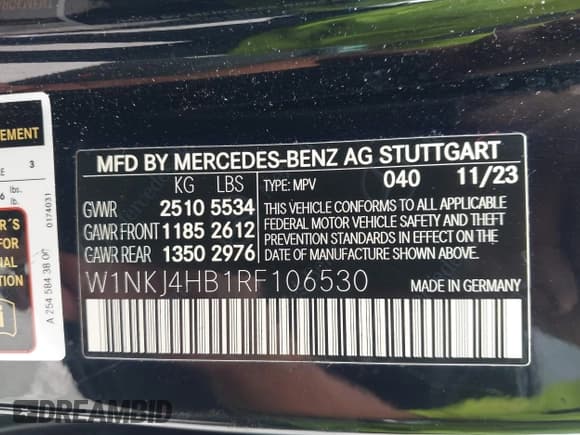 EMENT
E 3
6 lbs.
lb.
R'S
FOR
NAL
TION
A 254 584 38 00
0174031
MFD BY MERCEDES-BENZ AG STUTTGART
KG LBS TYPE: MPV 040 11/23
GVWR 2510 5534
GAWR FRONT 1185 2612
GAWR REAR 1350 2976
THIS VEHICLE CONFORMS TO ALL APPLICABLE
FEDERAL MOTOR VEHICLE SAFETY AND THEFT
PREVENTION STANDARDS IN EFFECT ON THE
DATE OF MANUFACTURE SHOWN ABOVE.
W1NKJ4HB1RF106530 MADE IN GERMANY
DREAMBID